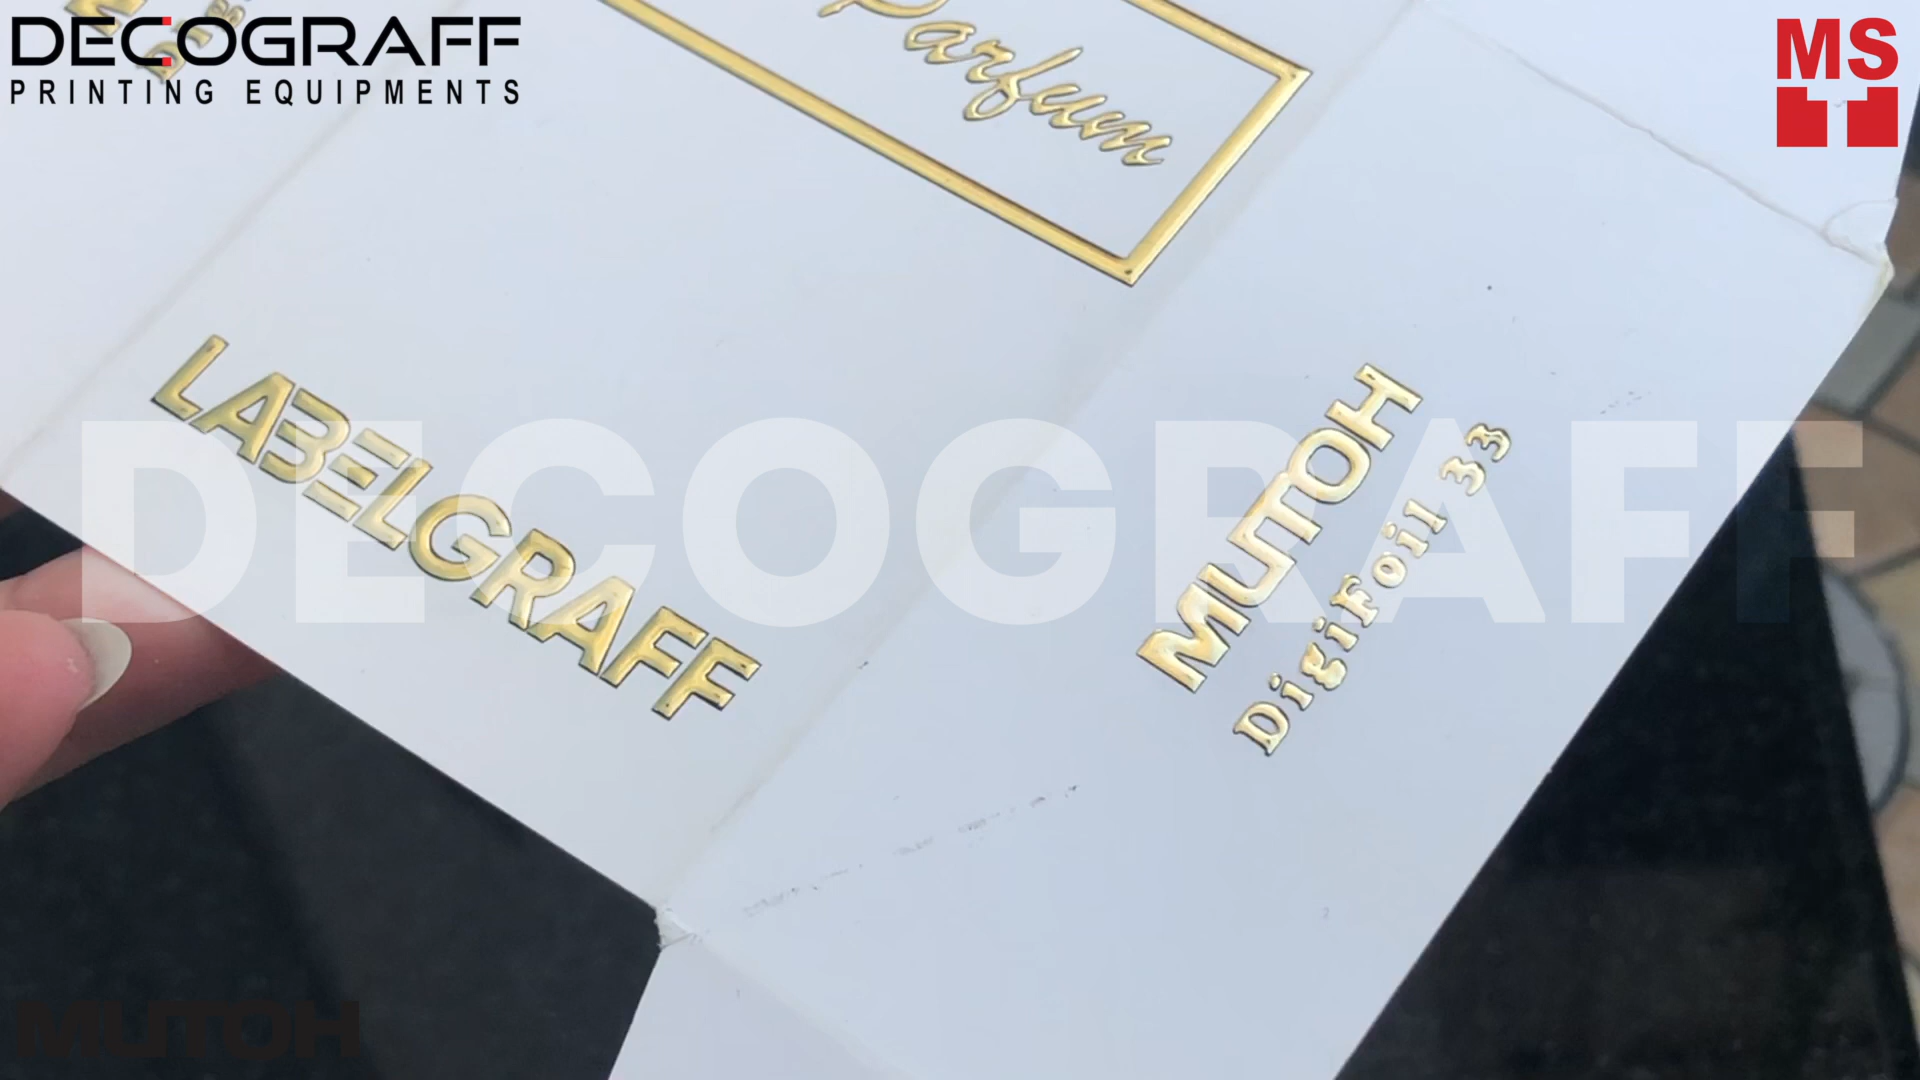 DECOGRAFF
PRINTING EQUIPMENTS
MS
Parfum
LABELGRAFF
MUTOH
DigiFoil 33
DECOGRAFF
MUTOH